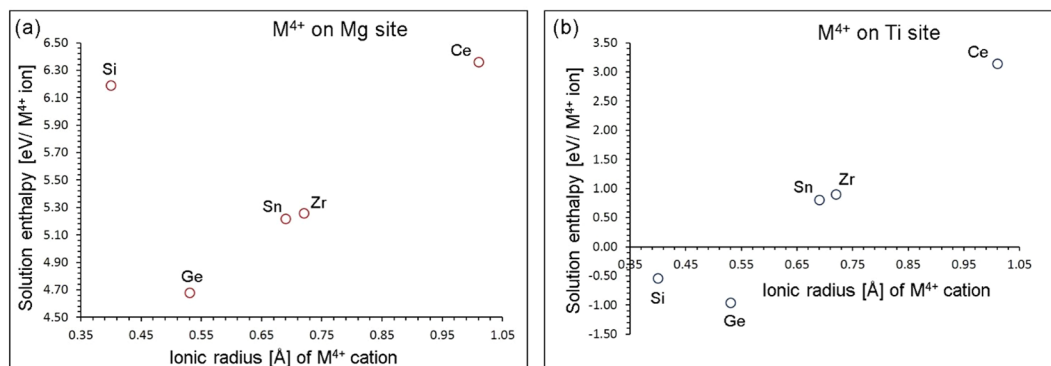 (a)
M⁴⁺ on Mg site
Solution enthalpy [eV/ M⁴⁺ ion]
6.50
6.30
6.10
5.90
5.70
5.50
5.30
5.10
4.90
4.70
4.50
Si
Ce
Sn
Zr
Ge
0.35
0.45
0.55
0.65
0.75
0.85
0.95
1.05
Ionic radius [Å] of M⁴⁺ cation
(b)
M⁴⁺ on Ti site
Solution enthalpy [eV/ M⁴⁺ ion]
3.50
3.00
2.50
2.00
1.50
1.00
0.50
0.00
-0.50
-1.00
-1.50
Ce
Sn
Zr
0.35
0.45
0.55
0.65
0.75
0.85
0.95
1.05
Ionic radius [Å] of M⁴⁺ cation
Si
Ge